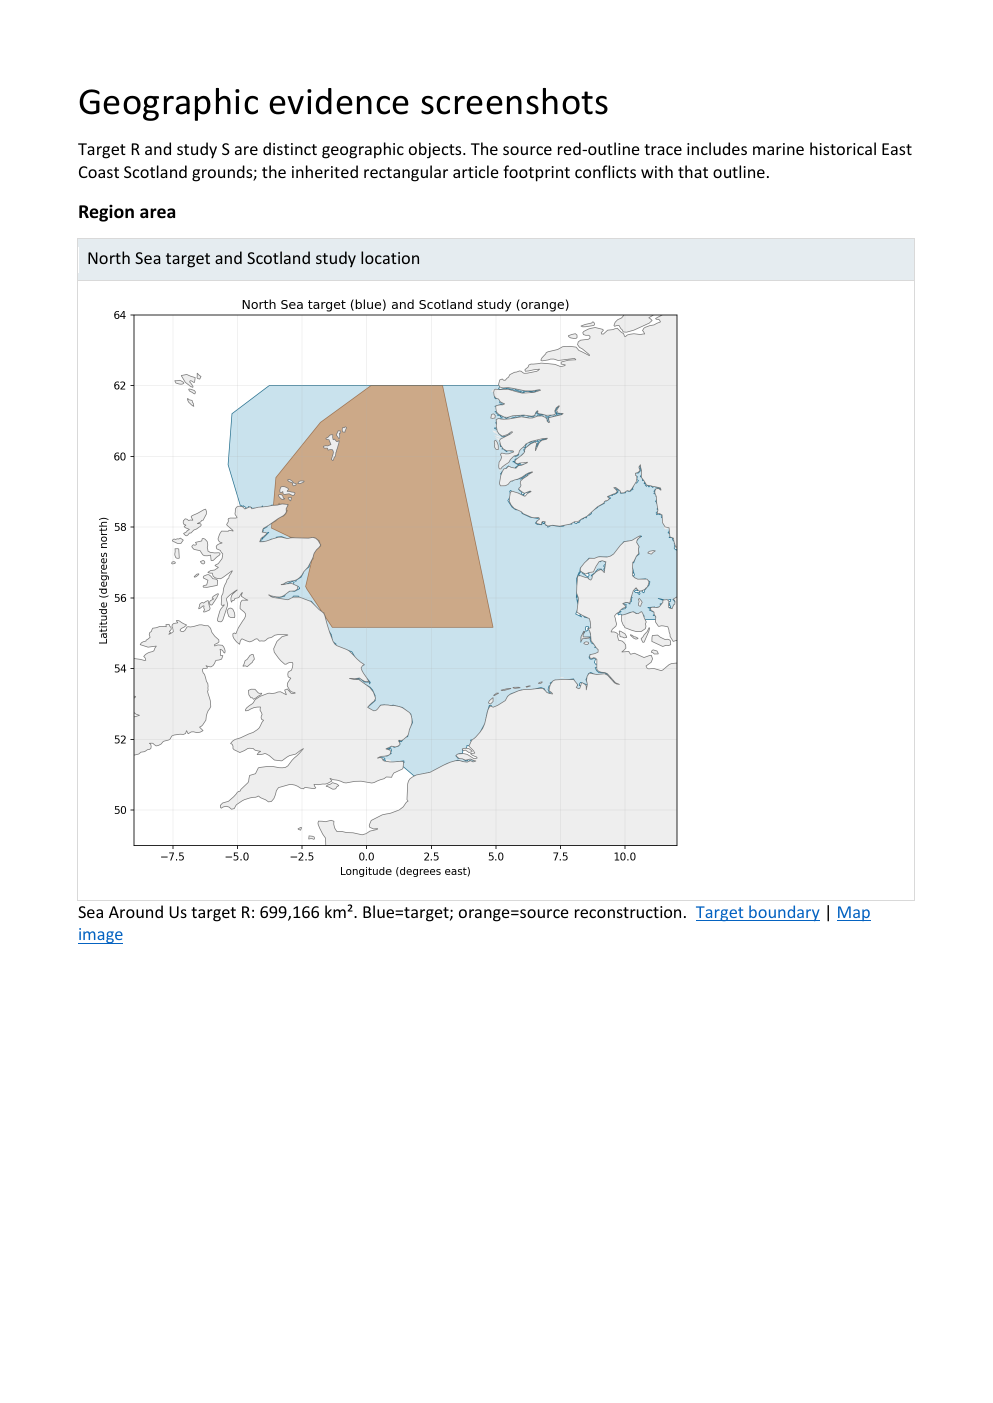 Geographic evidence screenshots
Target R and study S are distinct geographic objects. The source red-outline trace includes marine historical East
Coast Scotland grounds; the inherited rectangular article footprint conflicts with that outline.
Region area
North Sea target and Scotland study location
North Sea target (blue) and Scotland study (orange)
64
62
60
58
56
54
52
50
Latitude (degrees north)
−7.5 −5.0 −2.5 0.0 2.5 5.0 7.5 10.0
Longitude (degrees east)
Sea Around Us target R: 699,166 km². Blue=target; orange=source reconstruction. Target boundary | Map
image